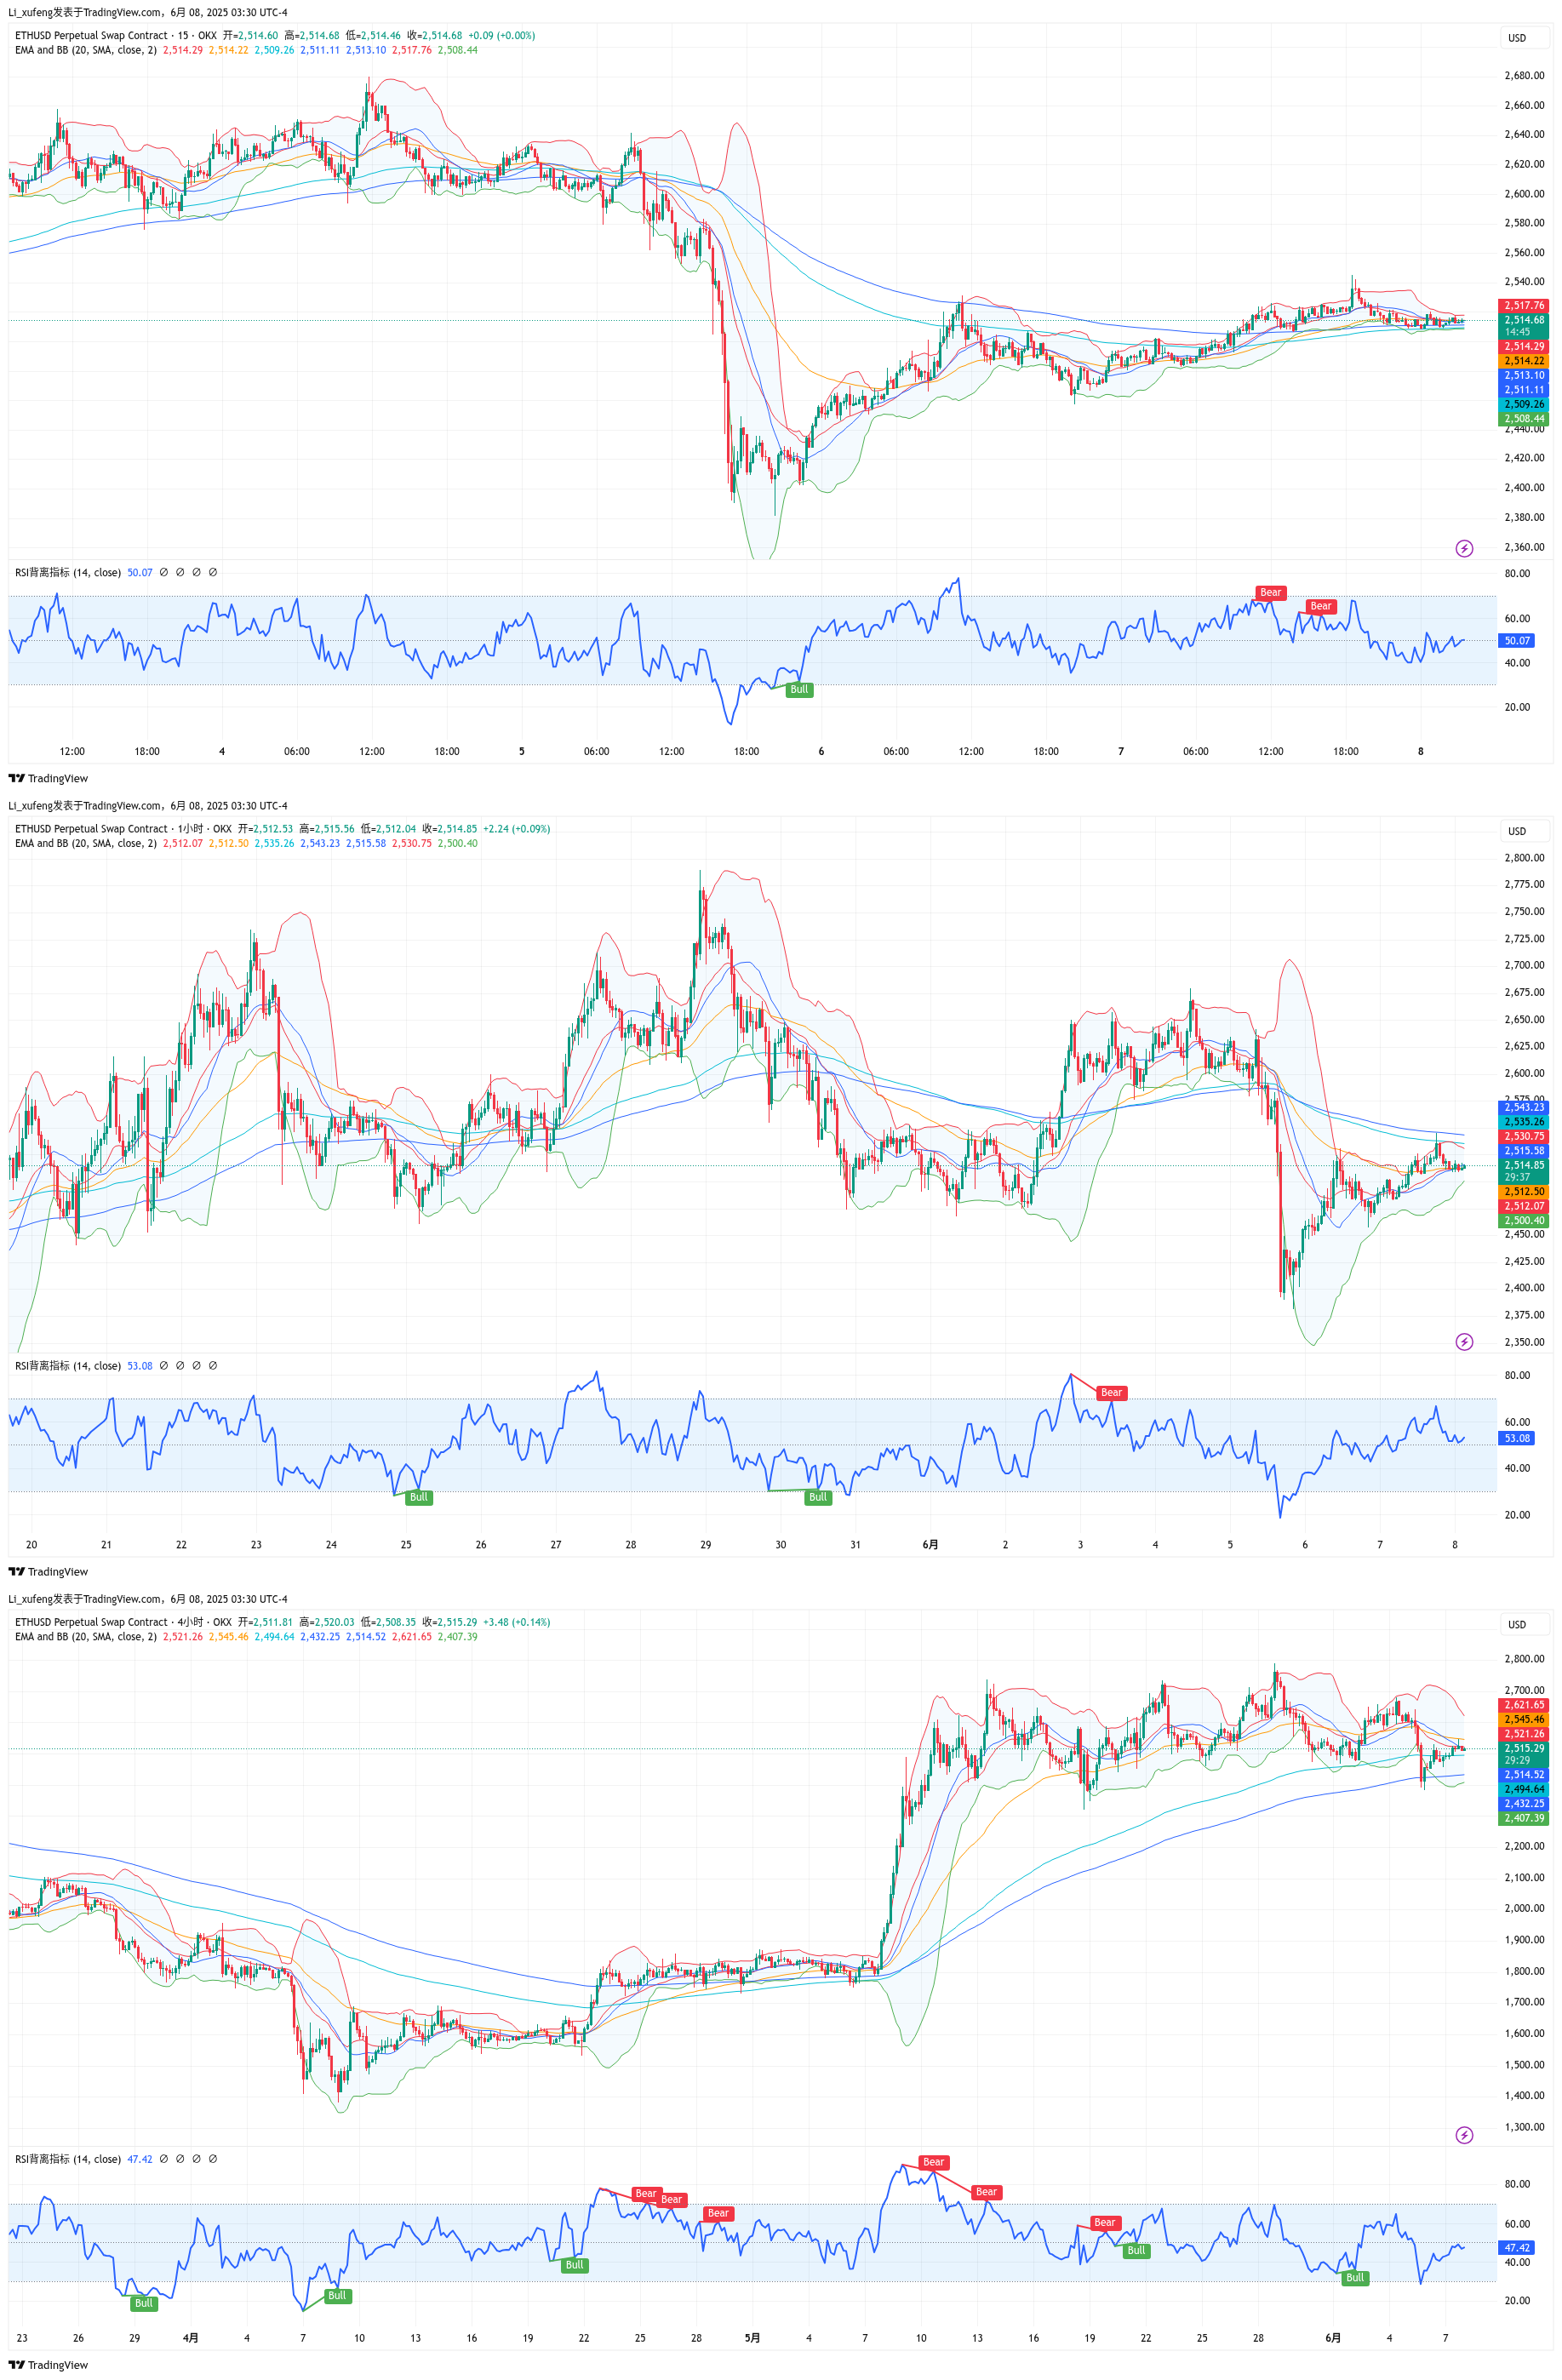 Li_xufeng发表于TradingView.com，6月 08, 2025 03:30 UTC-4
ETHUSD Perpetual Swap Contract · 15 · OKX 开=2,514.60 高=2,514.68 低=2,514.46 收=2,514.68 +0.09 (+0.00%)
USD
EMA and BB (20, SMA, close, 2) 2,514.29 2,514.22 2,509.26 2,511.11 2,513.10 2,517.76 2,508.44
2,680.00
2,660.00
2,640.00
2,620.00
2,600.00
2,580.00
2,560.00
2,540.00
2,517.76
2,514.68
14:45
2,514.29
2,514.22
2,513.10
2,511.11
2,509.26
2,508.44
2,440.00
2,420.00
2,400.00
2,380.00
2,360.00
RSI背离指标 (14, close) 50.07 ∅ ∅ ∅ ∅
80.00
Bear
Bear
60.00
50.07
40.00
Bull
20.00
12:00 18:00 4 06:00 12:00 18:00 5 06:00 12:00 18:00 6 06:00 12:00 18:00 7 06:00 12:00 18:00 8
TradingView
Li_xufeng发表于TradingView.com，6月 08, 2025 03:30 UTC-4
ETHUSD Perpetual Swap Contract · 1小时 · OKX 开=2,512.53 高=2,515.56 低=2,512.04 收=2,514.85 +2.24 (+0.09%)
USD
EMA and BB (20, SMA, close, 2) 2,512.07 2,512.50 2,535.26 2,543.23 2,515.58 2,530.75 2,500.40
2,800.00
2,775.00
2,750.00
2,725.00
2,700.00
2,675.00
2,650.00
2,625.00
2,600.00
2,575.00
2,543.23
2,535.26
2,530.75
2,515.58
2,514.85
29:37
2,512.50
2,512.07
2,500.40
2,450.00
2,425.00
2,400.00
2,375.00
2,350.00
RSI背离指标 (14, close) 53.08 ∅ ∅ ∅ ∅
80.00
Bear
60.00
53.08
40.00
Bull
Bull
20.00
20 21 22 23 24 25 26 27 28 29 30 31 6月 2 3 4 5 6 7 8
TradingView
Li_xufeng发表于TradingView.com，6月 08, 2025 03:30 UTC-4
ETHUSD Perpetual Swap Contract · 4小时 · OKX 开=2,511.81 高=2,520.03 低=2,508.35 收=2,515.29 +3.48 (+0.14%)
USD
EMA and BB (20, SMA, close, 2) 2,521.26 2,545.46 2,494.64 2,432.25 2,514.52 2,621.65 2,407.39
2,800.00
2,700.00
2,621.65
2,545.46
2,521.26
2,515.29
29:29
2,514.52
2,494.64
2,432.25
2,407.39
2,200.00
2,100.00
2,000.00
1,900.00
1,800.00
1,700.00
1,600.00
1,500.00
1,400.00
1,300.00
RSI背离指标 (14, close) 47.42 ∅ ∅ ∅ ∅
Bear
80.00
Bear
Bear
Bear
Bear
Bear
60.00
47.42
Bull
Bull
40.00
Bull
Bull
Bull
20.00
23 26 29 4月 4 7 10 13 16 19 22 25 28 5月 4 7 10 13 16 19 22 25 28 6月 4 7
TradingView